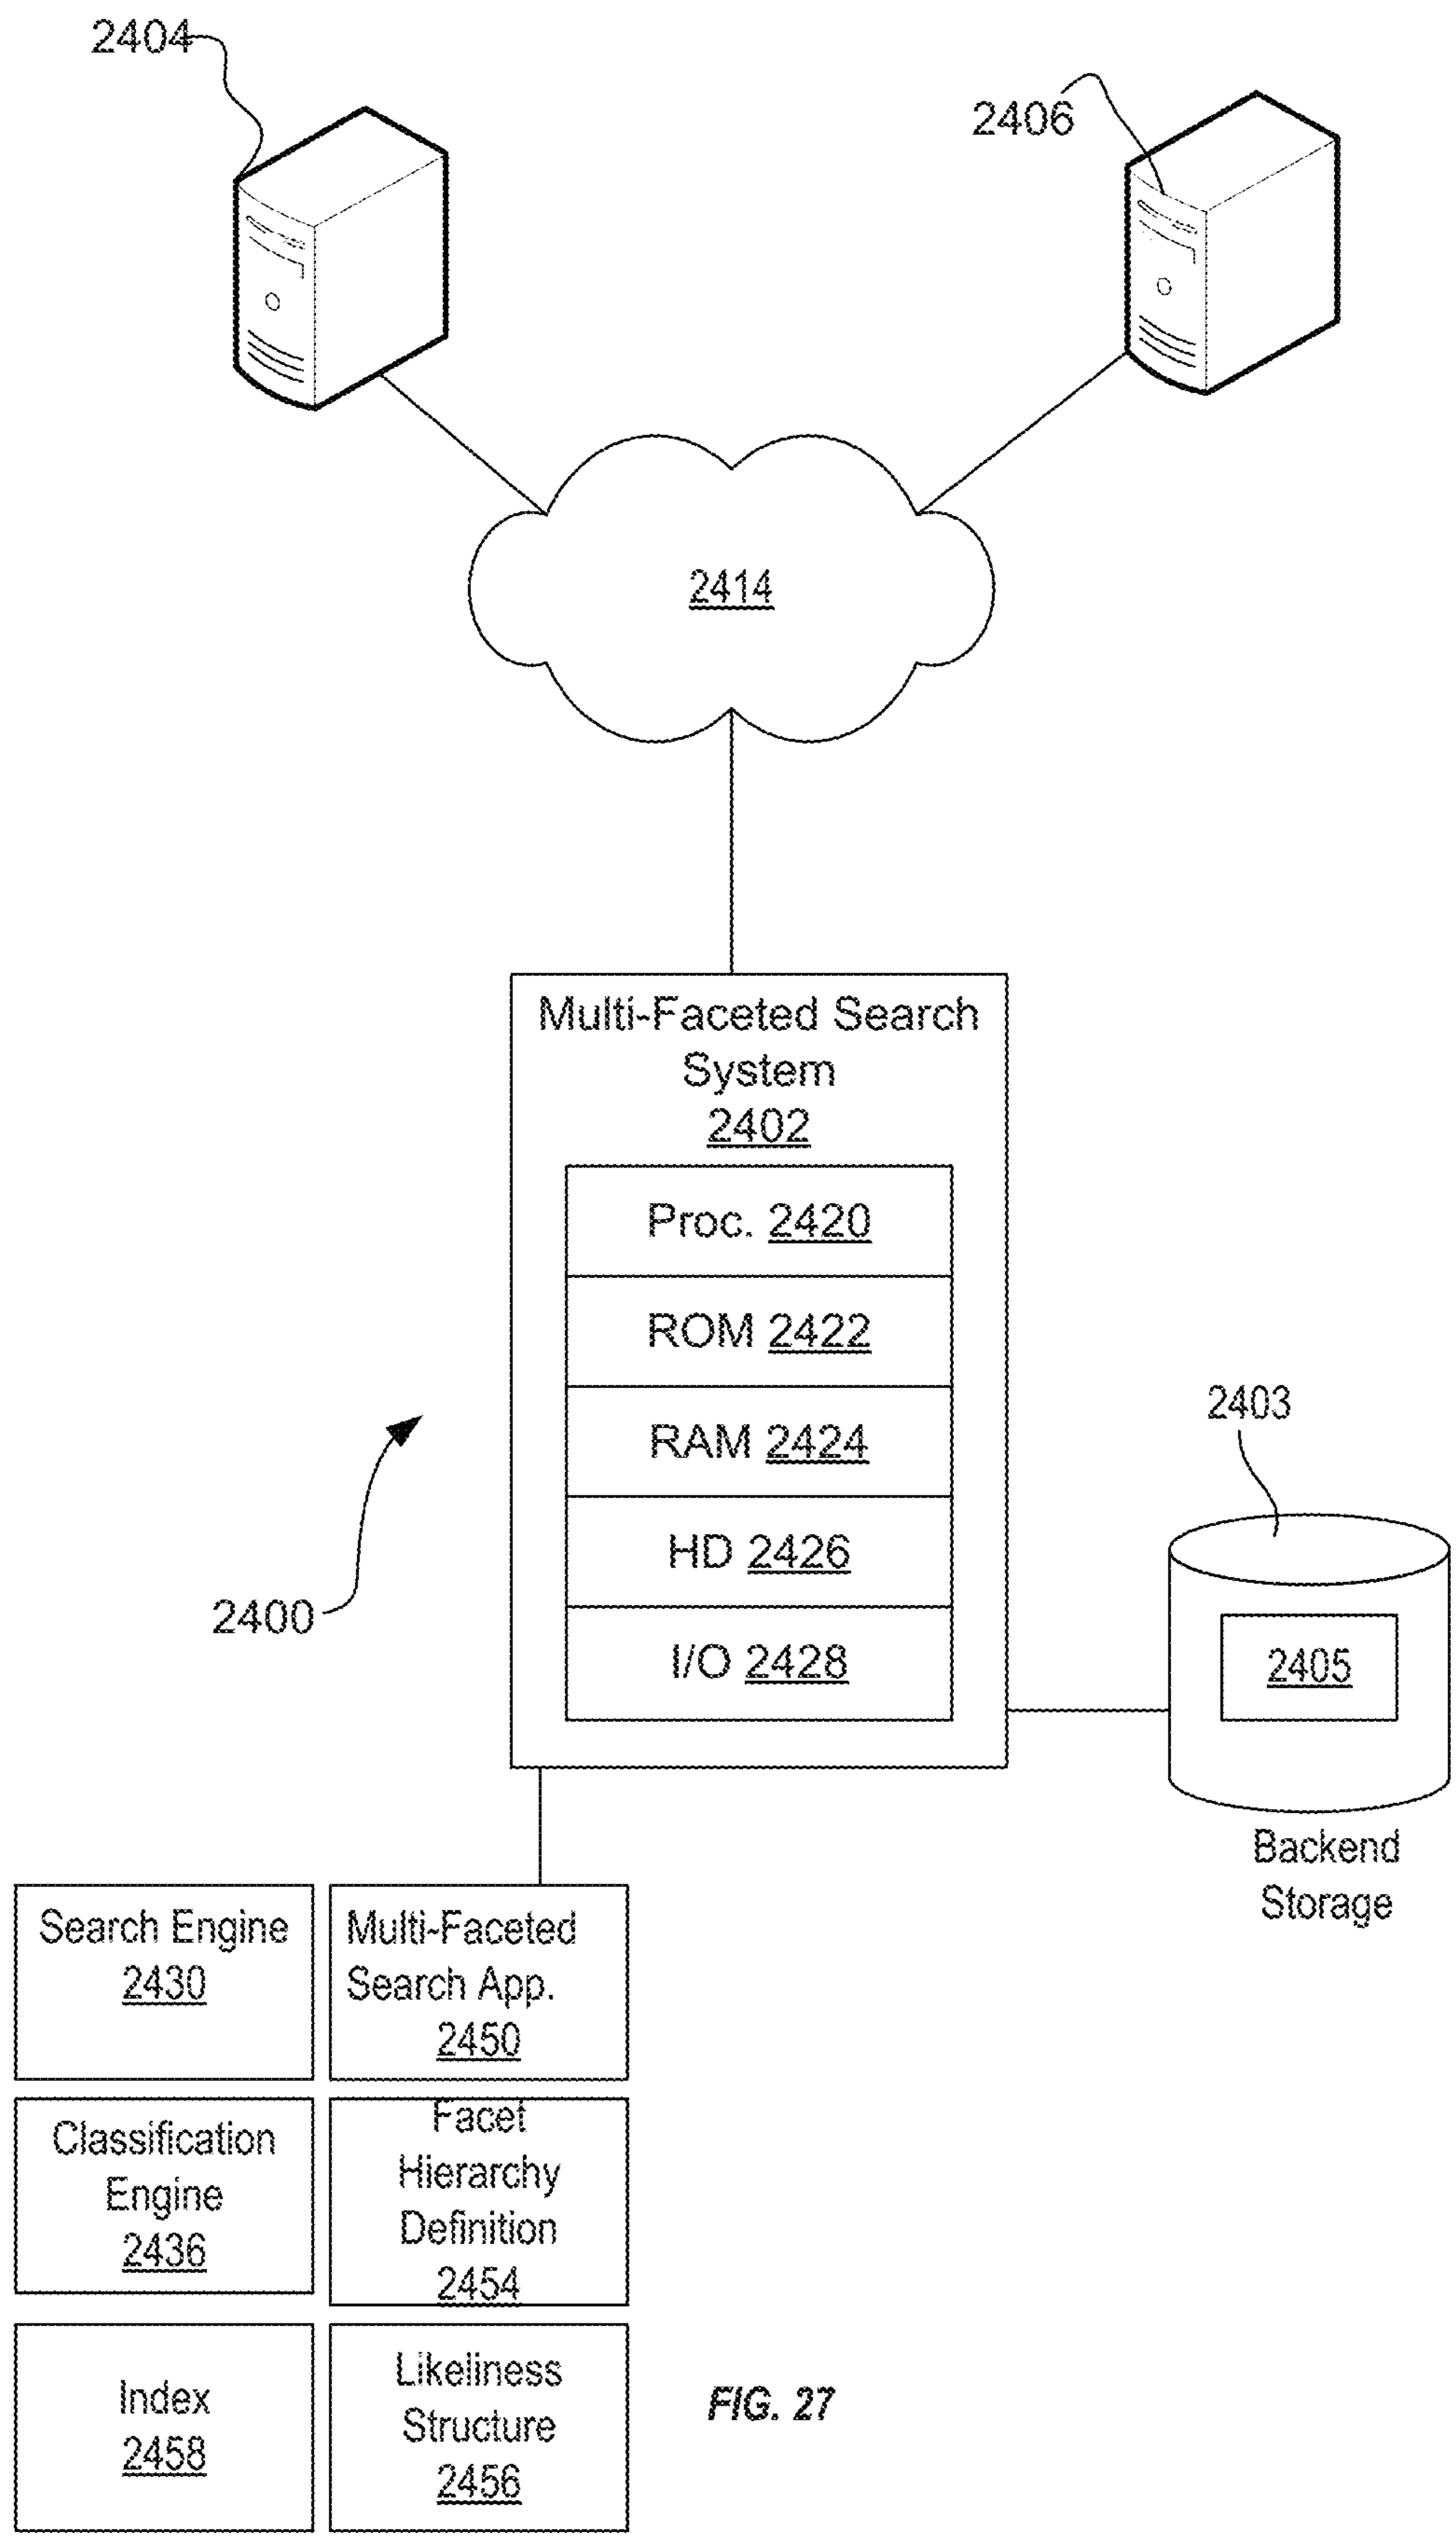 2404
2406
2414
Multi-Faceted Search
System
2402
Proc. 2420
ROM 2422
RAM 2424
HD 2426
I/O 2428
2400
2403
2405
Backend
Storage
Search Engine
2430
Multi-Faceted
Search App.
2450
Classification
Engine
2436
Facet
Hierarchy
Definition
2454
Index
2458
Likeliness
Structure
2456
FIG. 27